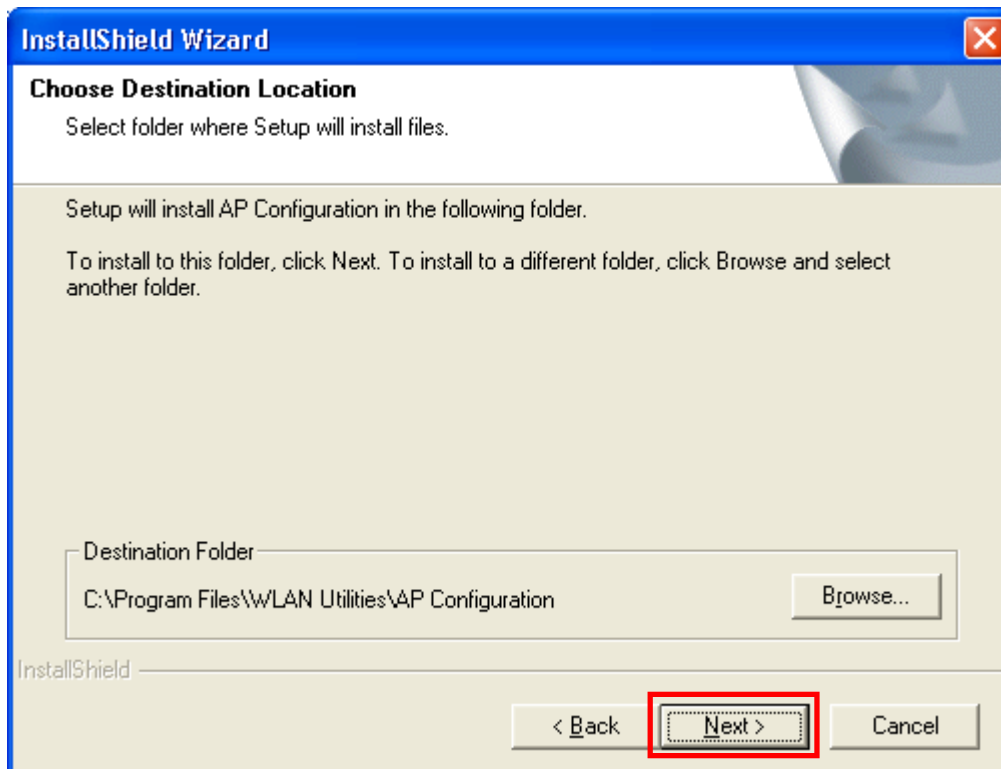 InstallShield Wizard
Choose Destination Location
Select folder where Setup will install files.
Setup will install AP Configuration in the following folder.
To install to this folder, click Next. To install to a different folder, click Browse and select
another folder.
Destination Folder
C:\Program Files\WLAN Utilities\AP Configuration
Browse...
InstallShield
< Back
Next >
Cancel